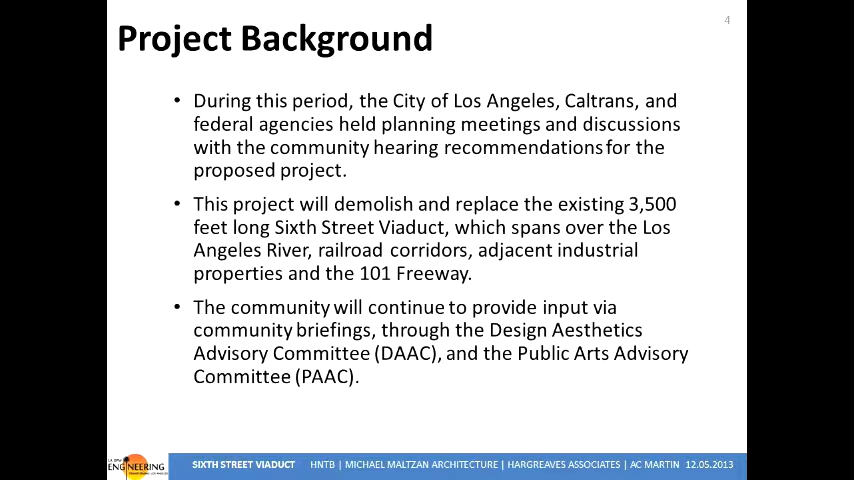 4
Project Background
• During this period, the City of Los Angeles, Caltrans, and
federal agencies held planning meetings and discussions
with the community hearing recommendations for the
proposed project.
• This project will demolish and replace the existing 3,500
feet long Sixth Street Viaduct, which spans over the Los
Angeles River, railroad corridors, adjacent industrial
properties and the 101 Freeway.
• The community will continue to provide input via
community briefings, through the Design Aesthetics
Advisory Committee (DAAC), and the Public Arts Advisory
Committee (PAAC).
ENGINEERING
SIXTH STREET VIADUCT HNTB | MICHAEL MALTZAN ARCHITECTURE | HARGREAVES ASSOCIATES | AC MARTIN 12.05.2013